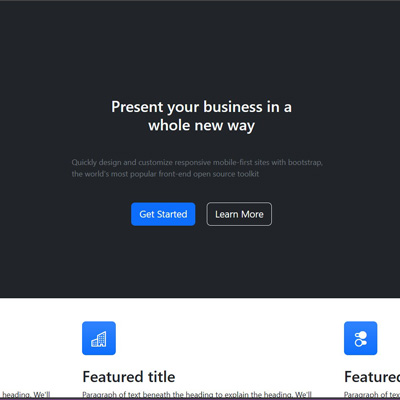 Present your business in a
whole new way
Quickly design and customize responsive mobile-first sites with bootstrap,
the world's most popular front-end open source toolkit
Get Started
Learn More
Featured title
Featured
heading. We'll
Paragraph of text beneath the heading to explain the heading. We'll
Paragraph of text